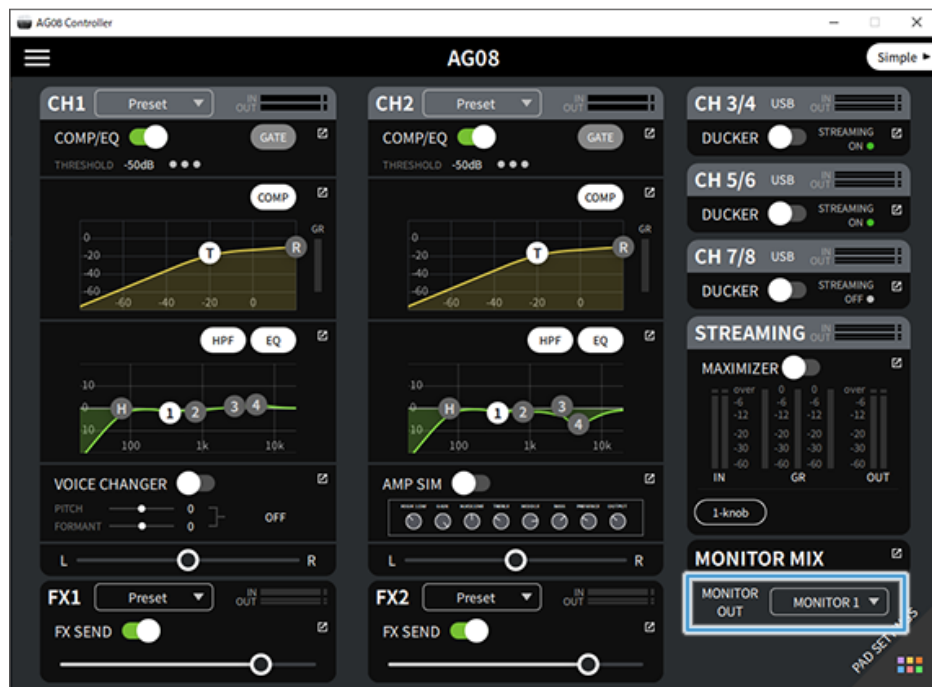 AG08 Controller
AG08
Simple
CH1 Preset IN OUT
COMP/EQ GATE
THRESHOLD -50dB
COMP
GR
0
-20
-40
-60
-60 -40 -20 0
T R
HPF EQ
10
0
10
100 1k 10k
H 1 2 3 4
VOICE CHANGER
PITCH 0
FORMANT 0
OFF
L R
FX1 Preset IN OUT
FX SEND
CH2 Preset IN OUT
COMP/EQ GATE
THRESHOLD -50dB
COMP
GR
0
-20
-40
-60
-60 -40 -20 0
T R
HPF EQ
10
0
10
100 1k 10k
H 1 2 3 4
AMP SIM
L R
FX2 Preset IN OUT
FX SEND
CH 3/4 USB IN OUT
DUCKER STREAMING ON
CH 5/6 USB IN OUT
DUCKER STREAMING ON
CH 7/8 USB IN OUT
DUCKER STREAMING OFF
STREAMING IN OUT
MAXIMIZER
over 0 0 over
-6 -6 -6 -6
-12 -12 -12 -12
-20 -20 -20 -20
-30 -30 -30 -30
-60 -60 -60 -60
IN GR OUT
1-knob
MONITOR MIX
MONITOR OUT MONITOR 1